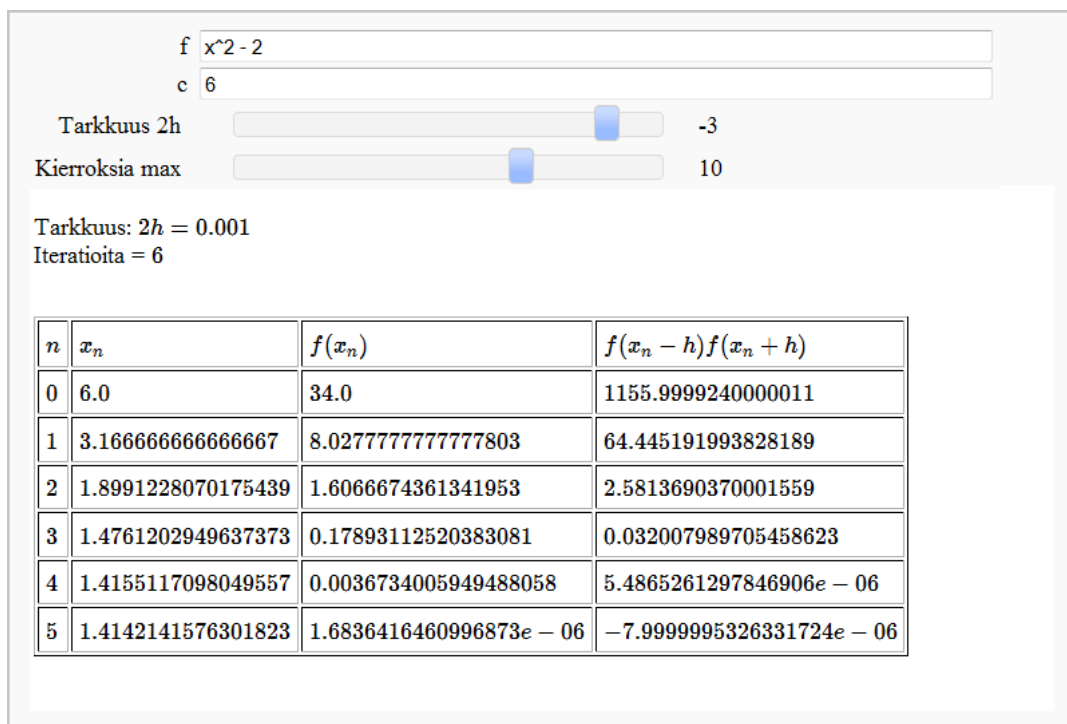 f x^2 - 2
c 6
Tarkkuus 2h -3
Kierroksia max 10
Tarkkuus: 2h = 0.001
Iteratioita = 6
n x_n f(x_n) f(x_n − h)f(x_n + h)
0 6.0 34.0 1155.9999240000011
1 3.166666666666667 8.0277777777777803 64.445191993828189
2 1.8991228070175439 1.6066674361341953 2.5813690370001559
3 1.4761202949637373 0.17893112520383081 0.032007989705458623
4 1.4155117098049557 0.0036734005949488058 5.4865261297846906e − 06
5 1.4142141576301823 1.6836416460996873e − 06 −7.9999995326331724e − 06